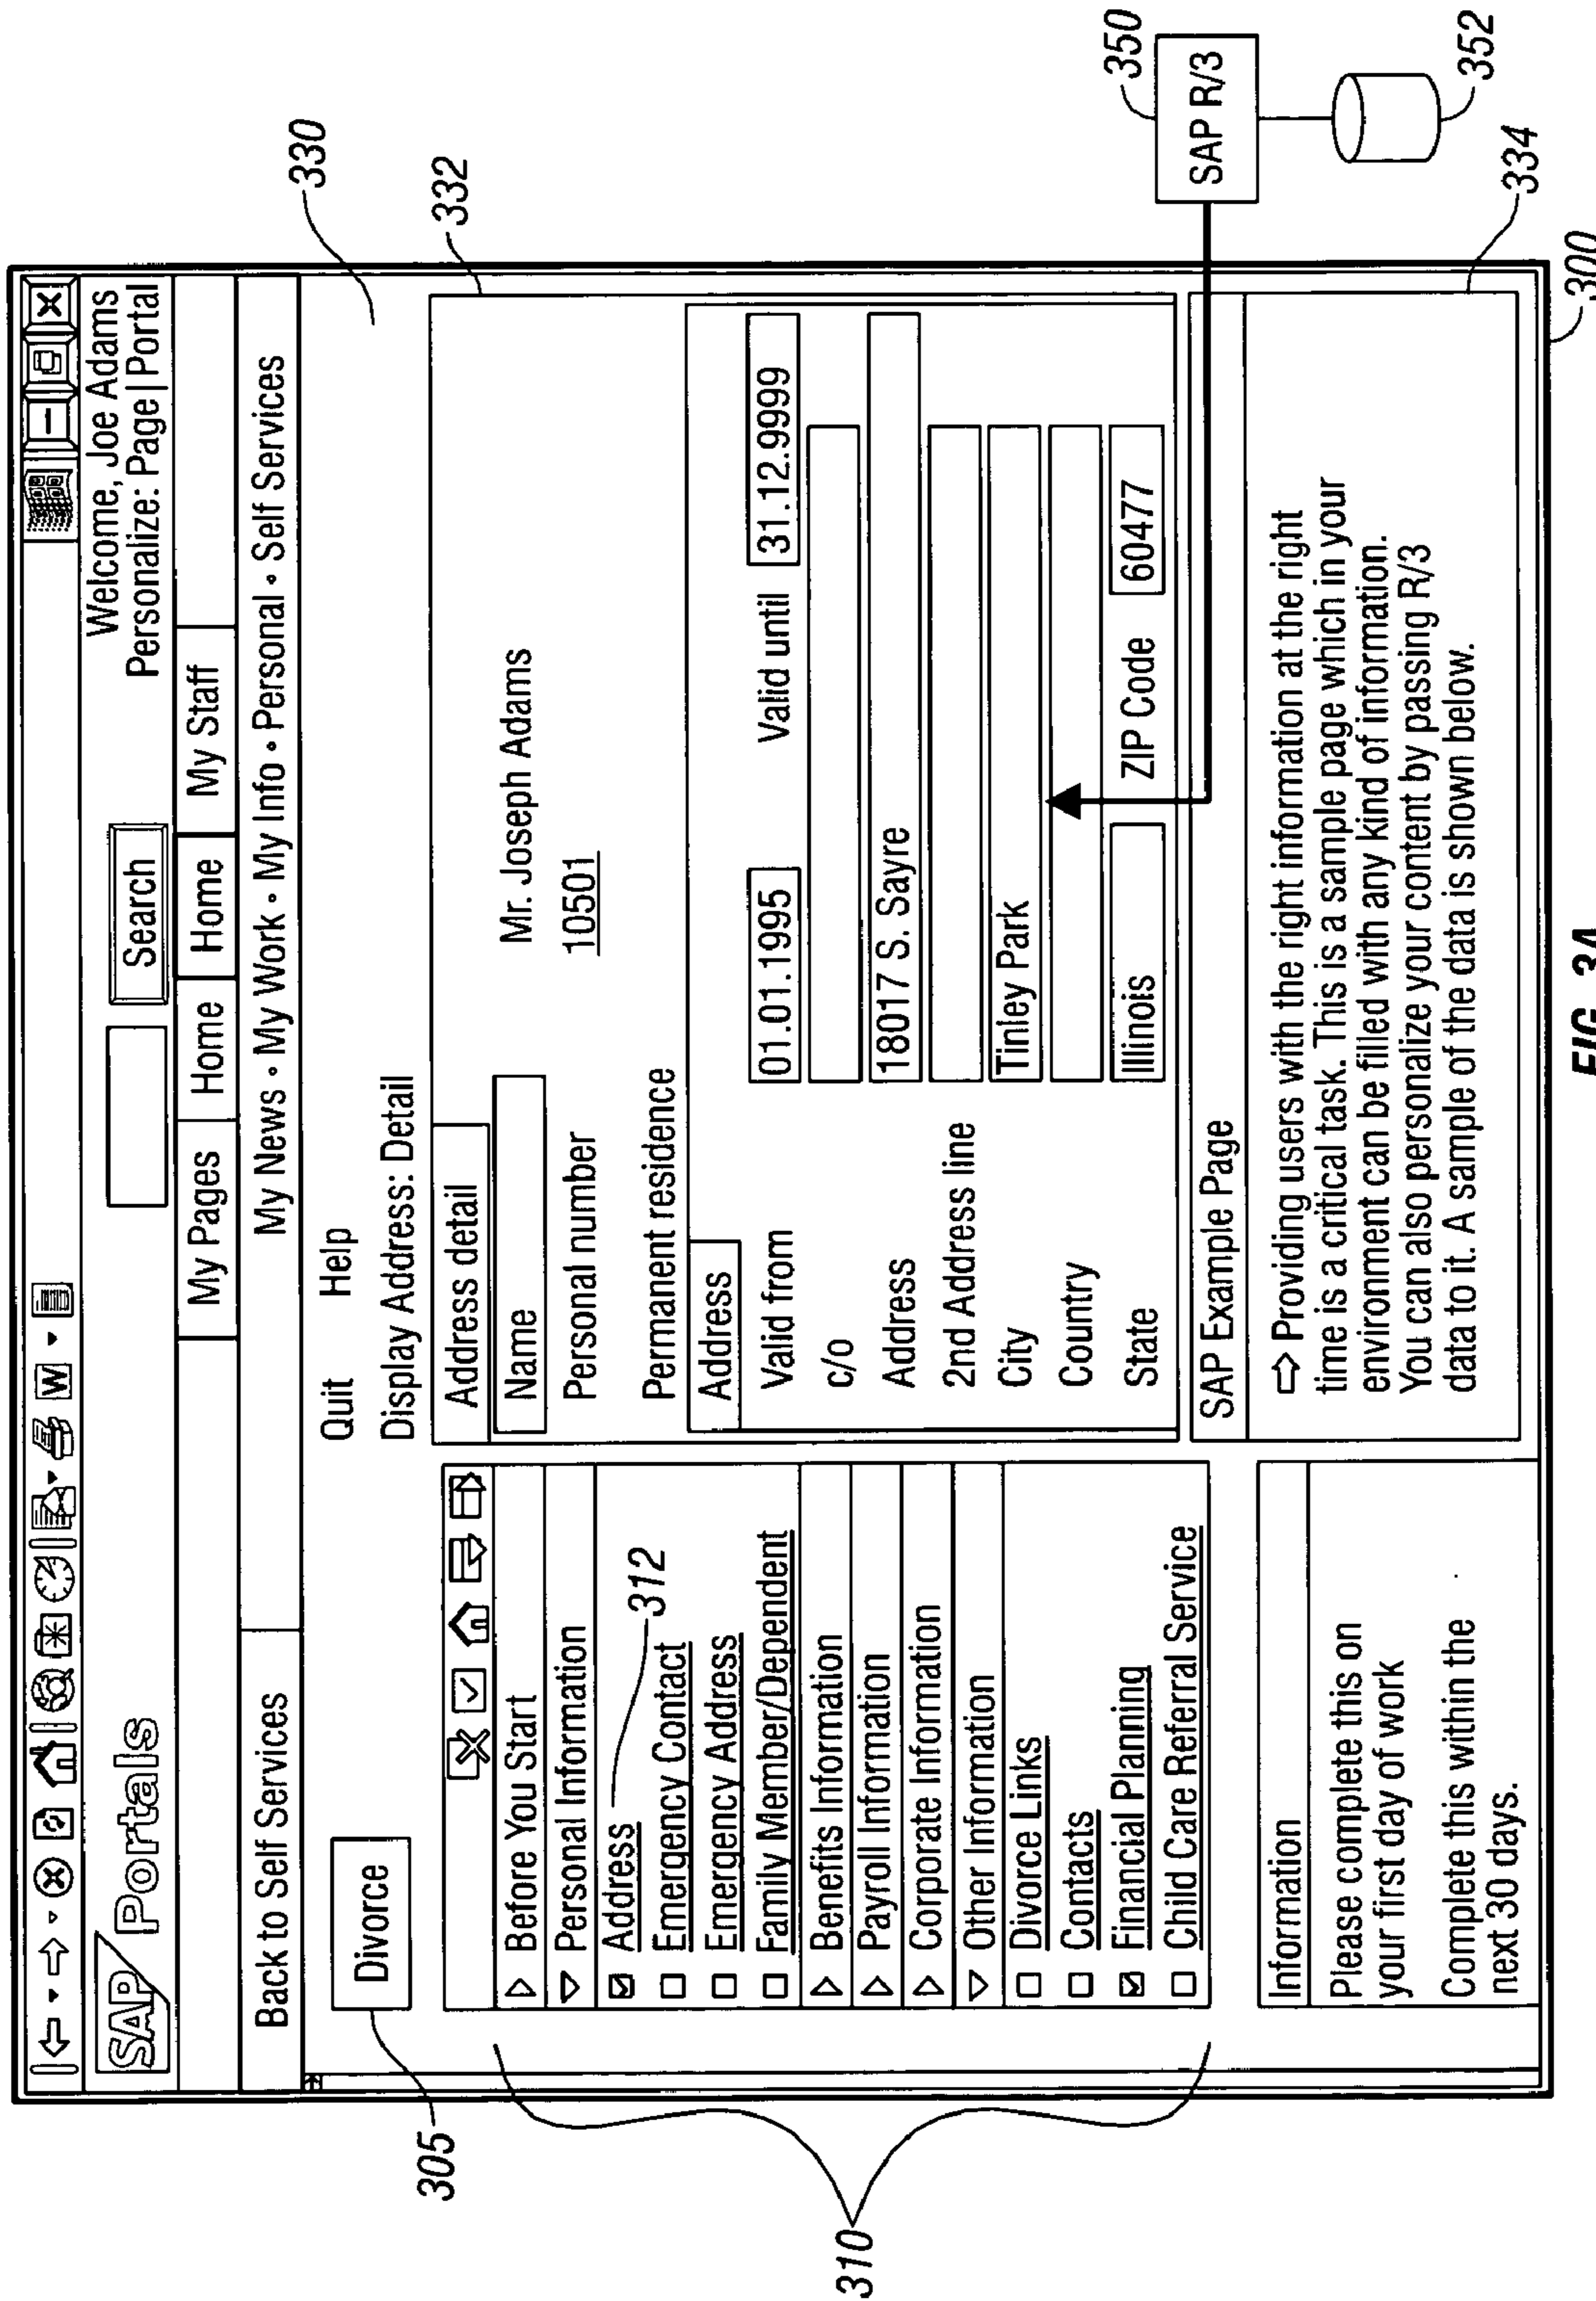 SAP Portals
Search
Welcome, Joe Adams
Personalize: Page | Portal
My Pages Home Home My Staff
Back to Self Services
My News • My Work • My Info • Personal • Self Services
Divorce
305
Quit Help
330
Display Address: Detail
▷ Before You Start
▽ Personal Information
Address
312
Emergency Contact
Emergency Address
Family Member/Dependent
▷ Benefits Information
▷ Payroll Information
▷ Corporate Information
▽ Other Information
Divorce Links
Contacts
Financial Planning
Child Care Referral Service
310
Address detail
332
Name Mr. Joseph Adams
Personal number 10501
Permanent residence
Address
Valid from 01.01.1995 Valid until 31.12.9999
c/o
Address 18017 S. Sayre
2nd Address line
City Tinley Park
Country
State Illinois ZIP Code 60477
350
SAP R/3
352
Information
Please complete this on
your first day of work
Complete this within the
next 30 days.
SAP Example Page
⇨ Providing users with the right information at the right
time is a critical task. This is a sample page which in your
environment can be filled with any kind of information.
You can also personalize your content by passing R/3
data to it. A sample of the data is shown below.
334
300
FIG. 3A